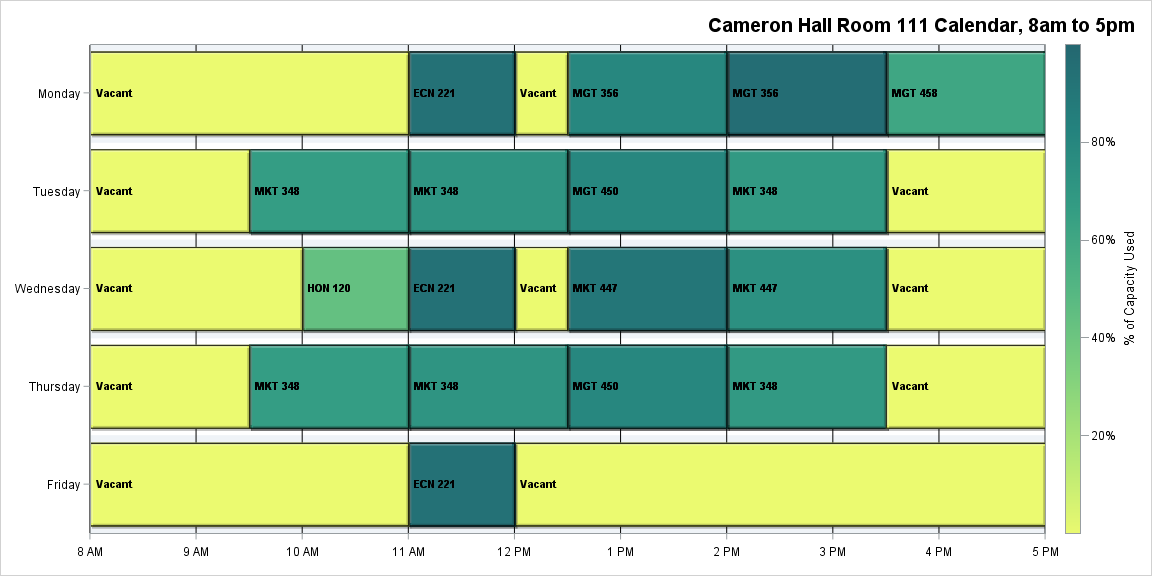 Cameron Hall Room 111 Calendar, 8am to 5pm
Monday
Vacant
ECN 221
Vacant
MGT 356
MGT 356
MGT 458
Tuesday
Vacant
MKT 348
MKT 348
MGT 450
MKT 348
Vacant
Wednesday
Vacant
HON 120
ECN 221
Vacant
MKT 447
MKT 447
Vacant
Thursday
Vacant
MKT 348
MKT 348
MGT 450
MKT 348
Vacant
Friday
Vacant
ECN 221
Vacant
8 AM
9 AM
10 AM
11 AM
12 PM
1 PM
2 PM
3 PM
4 PM
5 PM
80%
60%
40%
20%
% of Capacity Used